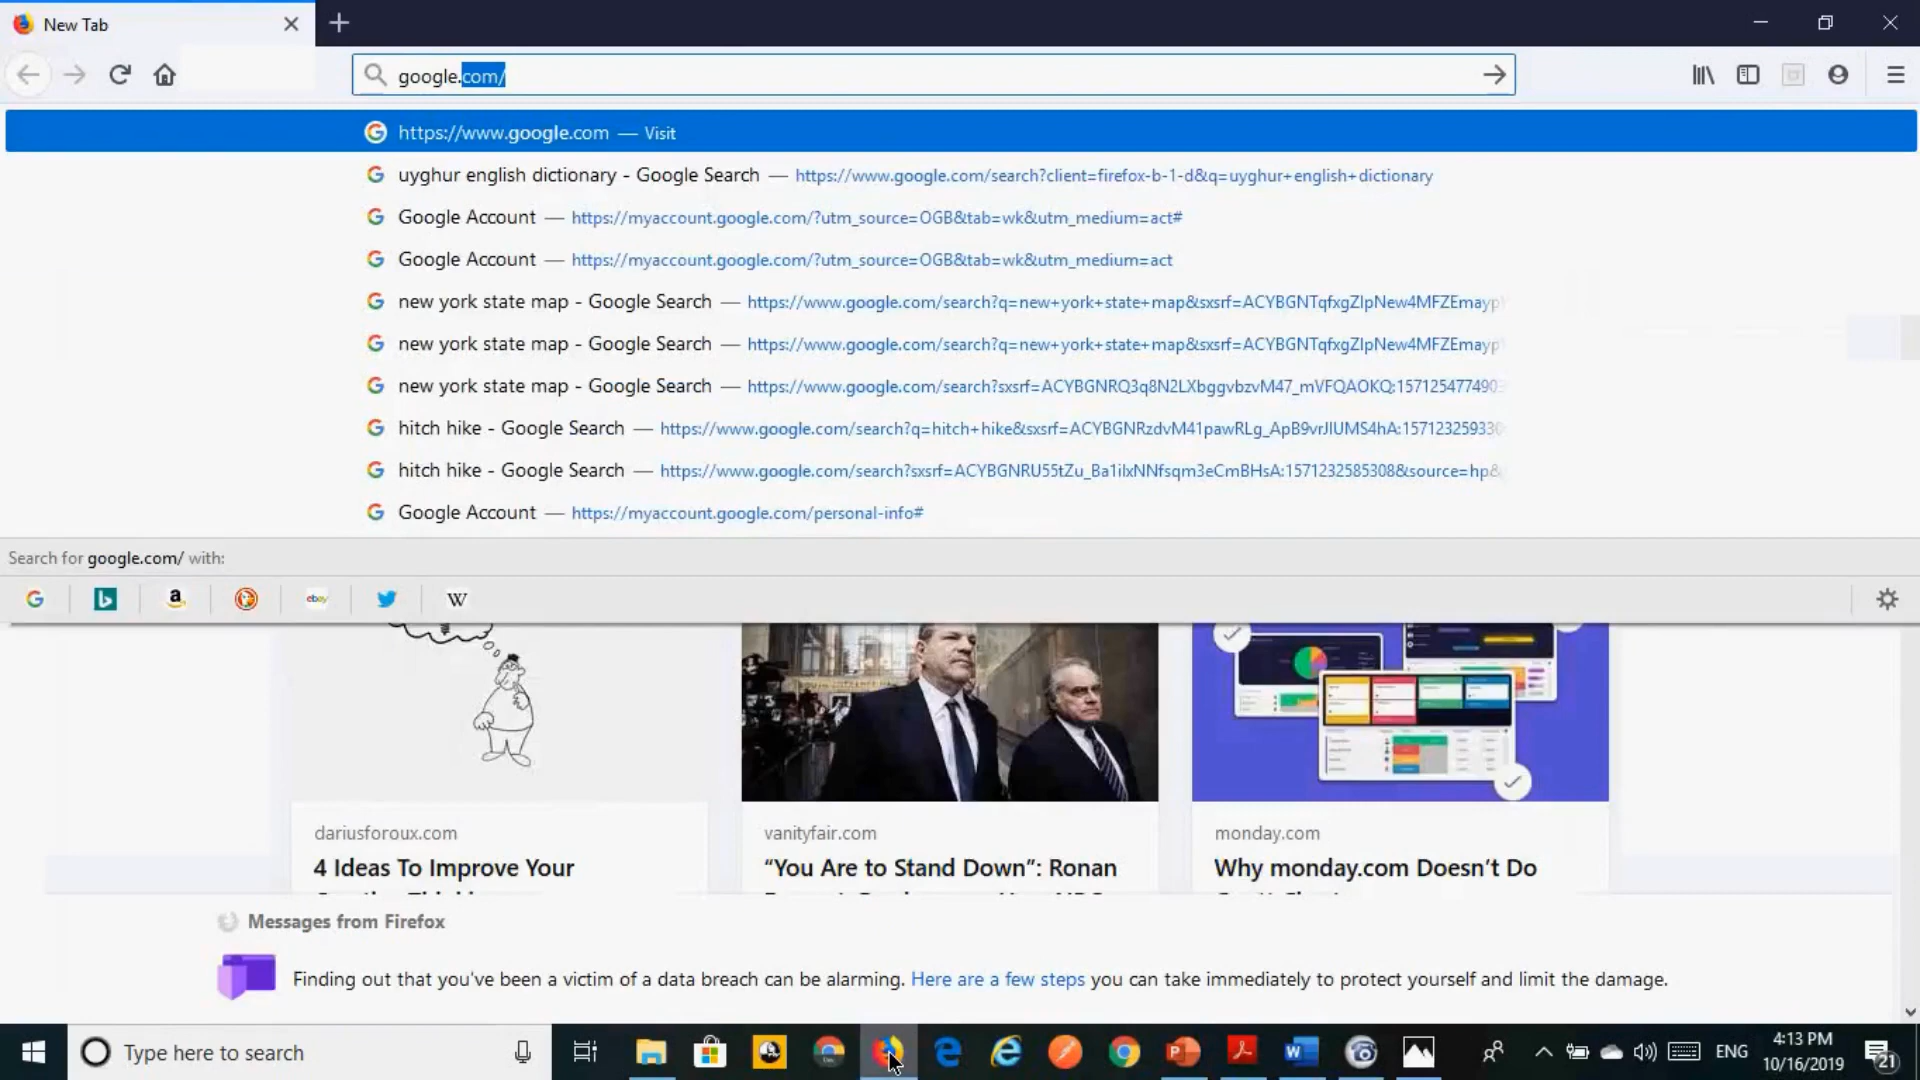 New Tab
google.com/
https://www.google.com — Visit
uyghur english dictionary - Google Search — https://www.google.com/search?client=firefox-b-1-d&q=uyghur+english+dictionary
Google Account — https://myaccount.google.com/?utm_source=OGB&tab=wk&utm_medium=act#
Google Account — https://myaccount.google.com/?utm_source=OGB&tab=wk&utm_medium=act
new york state map - Google Search — https://www.google.com/search?q=new+york+state+map&sxsrf=ACYBGNTqfxgZIpNew4MFZEmayp
new york state map - Google Search — https://www.google.com/search?q=new+york+state+map&sxsrf=ACYBGNTqfxgZIpNew4MFZEmayp
new york state map - Google Search — https://www.google.com/search?sxsrf=ACYBGNRQ3q8N2LXbggvbzvM47_mVFQAOKQ:1571254774903
hitch hike - Google Search — https://www.google.com/search?q=hitch+hike&sxsrf=ACYBGNRzdvM41pawRLg_ApB9vrJIUMS4hA:157123259330
hitch hike - Google Search — https://www.google.com/search?sxsrf=ACYBGNRU55tZu_Ba1ilxNNfsqm3eCmBHsA:1571232585308&source=hp&
Google Account — https://myaccount.google.com/personal-info#
Search for google.com/ with:
ebay
W
dariusforoux.com
4 Ideas To Improve Your
vanityfair.com
“You Are to Stand Down”: Ronan
monday.com
Why monday.com Doesn’t Do
Messages from Firefox
Finding out that you've been a victim of a data breach can be alarming. Here are a few steps you can take immediately to protect yourself and limit the damage.
Type here to search
ENG
4:13 PM
10/16/2019
21